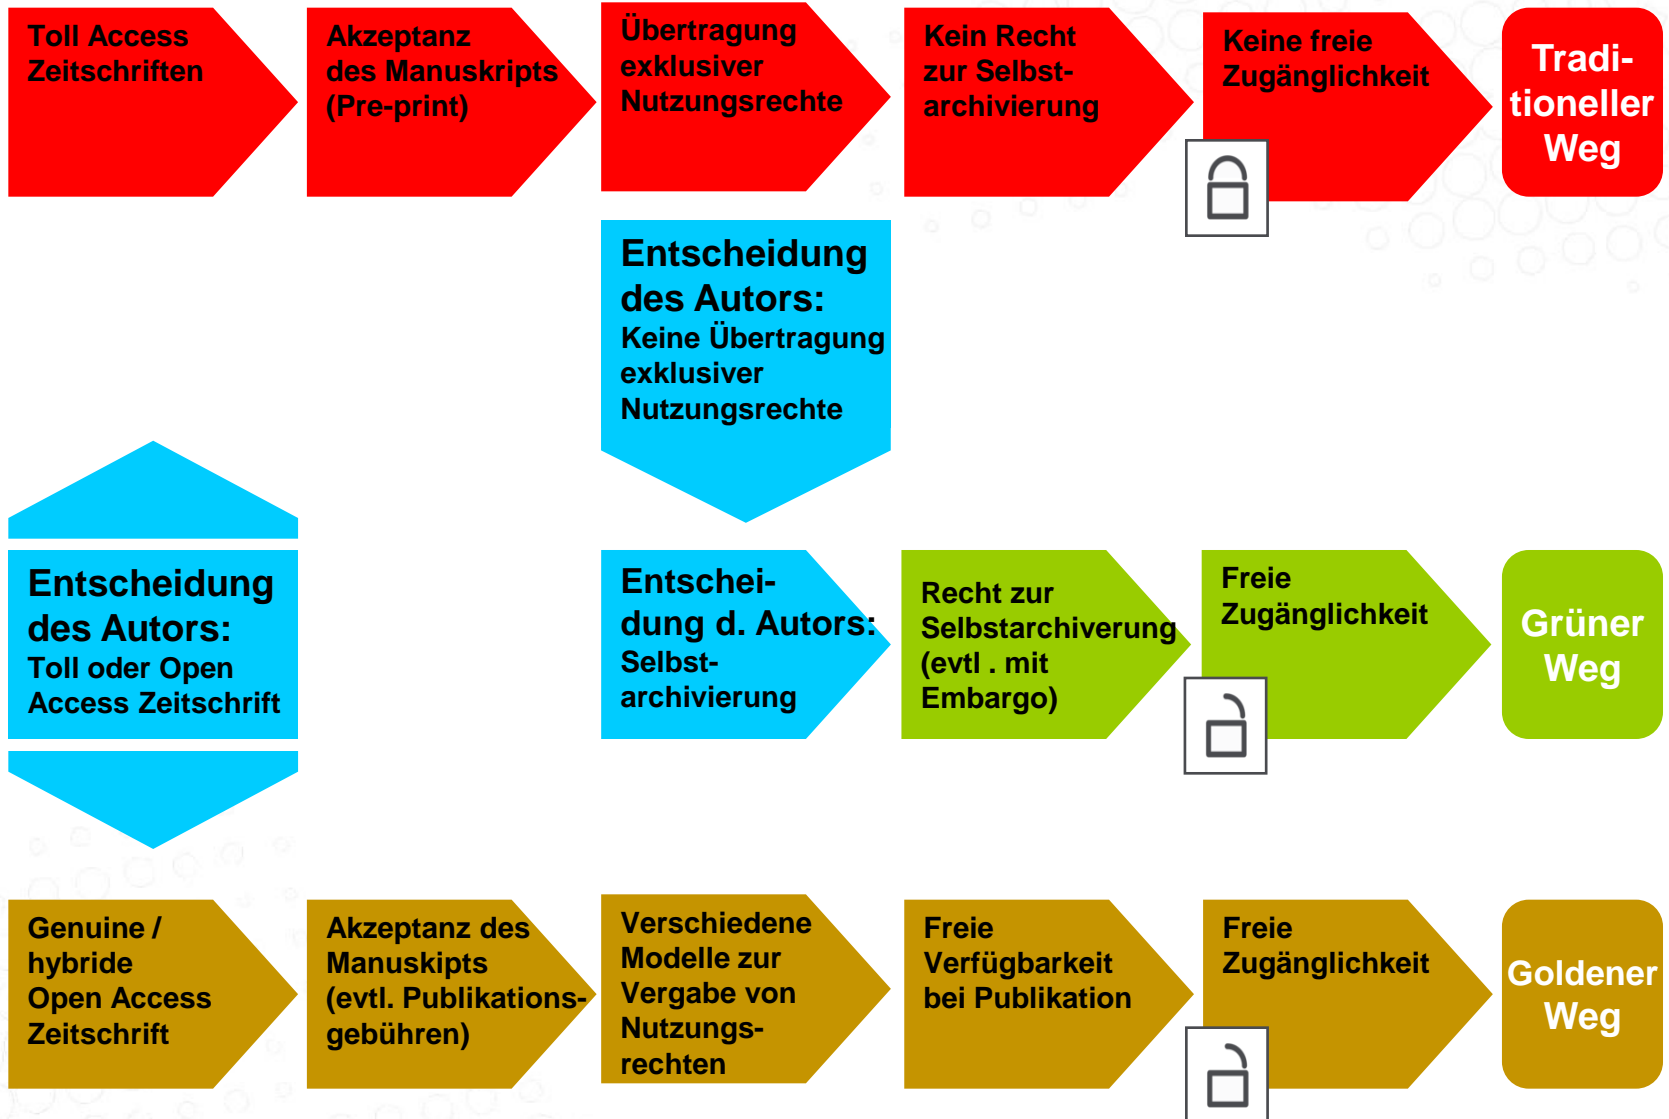 Toll Access
Zeitschriften
Akzeptanz
des Manuskripts
(Pre-print)
Übertragung
exklusiver
Nutzungsrechte
Kein Recht
zur Selbst-
archivierung
Keine freie
Zugänglichkeit
Tradi-
tioneller
Weg
Entscheidung
des Autors:
Keine Übertragung
exklusiver
Nutzungsrechte
Entscheidung
des Autors:
Toll oder Open
Access Zeitschrift
Entschei-
dung d. Autors:
Selbst-
archivierung
Recht zur
Selbstarchiverung
(evtl . mit
Embargo)
Freie
Zugänglichkeit
Grüner
Weg
Genuine /
hybride
Open Access
Zeitschrift
Akzeptanz des
Manuskipts
(evtl. Publikations-
gebühren)
Verschiedene
Modelle zur
Vergabe von
Nutzungs-
rechten
Freie
Verfügbarkeit
bei Publikation
Freie
Zugänglichkeit
Goldener
Weg